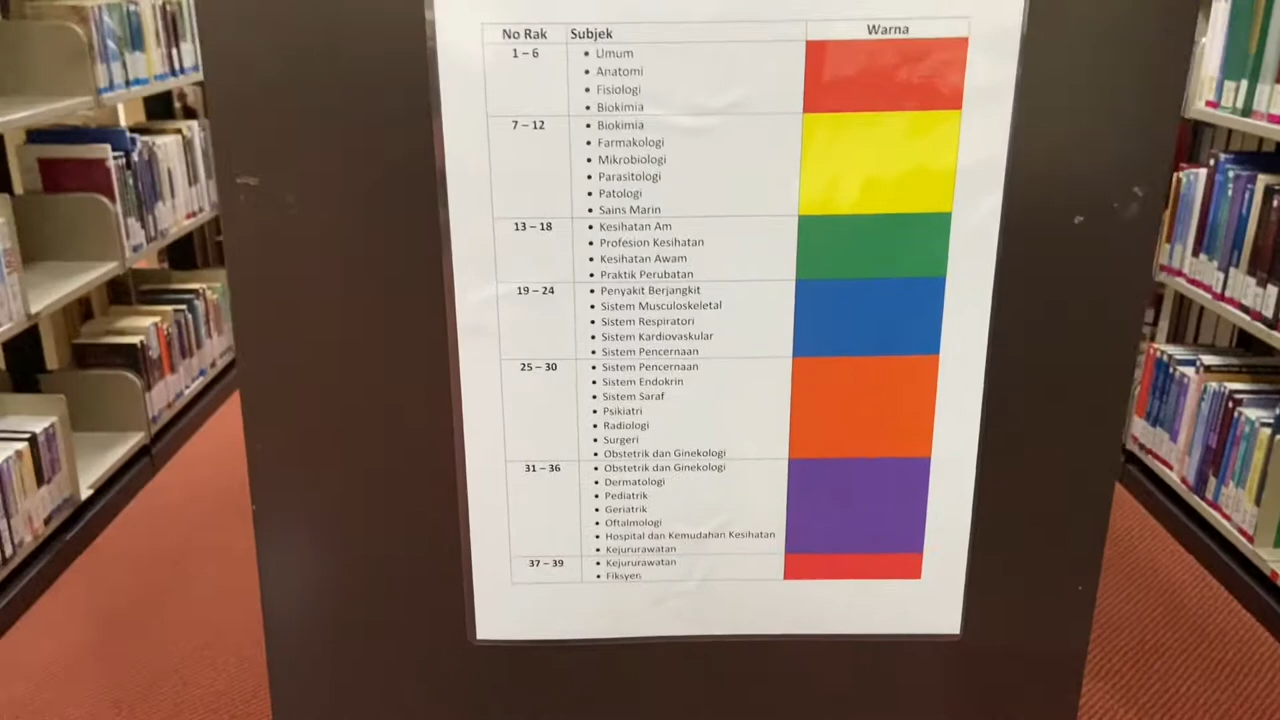 No Rak Subjek Warna
1 – 6 • Umum
• Anatomi
• Fisiologi
• Biokimia
7 – 12 • Biokimia
• Farmakologi
• Mikrobiologi
• Parasitologi
• Patologi
• Sains Marin
13 – 18 • Kesihatan Am
• Profesion Kesihatan
• Kesihatan Awam
• Praktik Perubatan
19 – 24 • Penyakit Berjangkit
• Sistem Musculoskeletal
• Sistem Respiratori
• Sistem Kardiovaskular
• Sistem Pencernaan
25 – 30 • Sistem Pencernaan
• Sistem Endokrin
• Sistem Saraf
• Psikiatri
• Radiologi
• Surgeri
• Obstetrik dan Ginekologi
31 – 36 • Obstetrik dan Ginekologi
• Dermatologi
• Pediatrik
• Geriatrik
• Oftalmologi
• Hospital dan Kemudahan Kesihatan
• Kejururawatan
37 – 39 • Kejururawatan
• Fiksyen